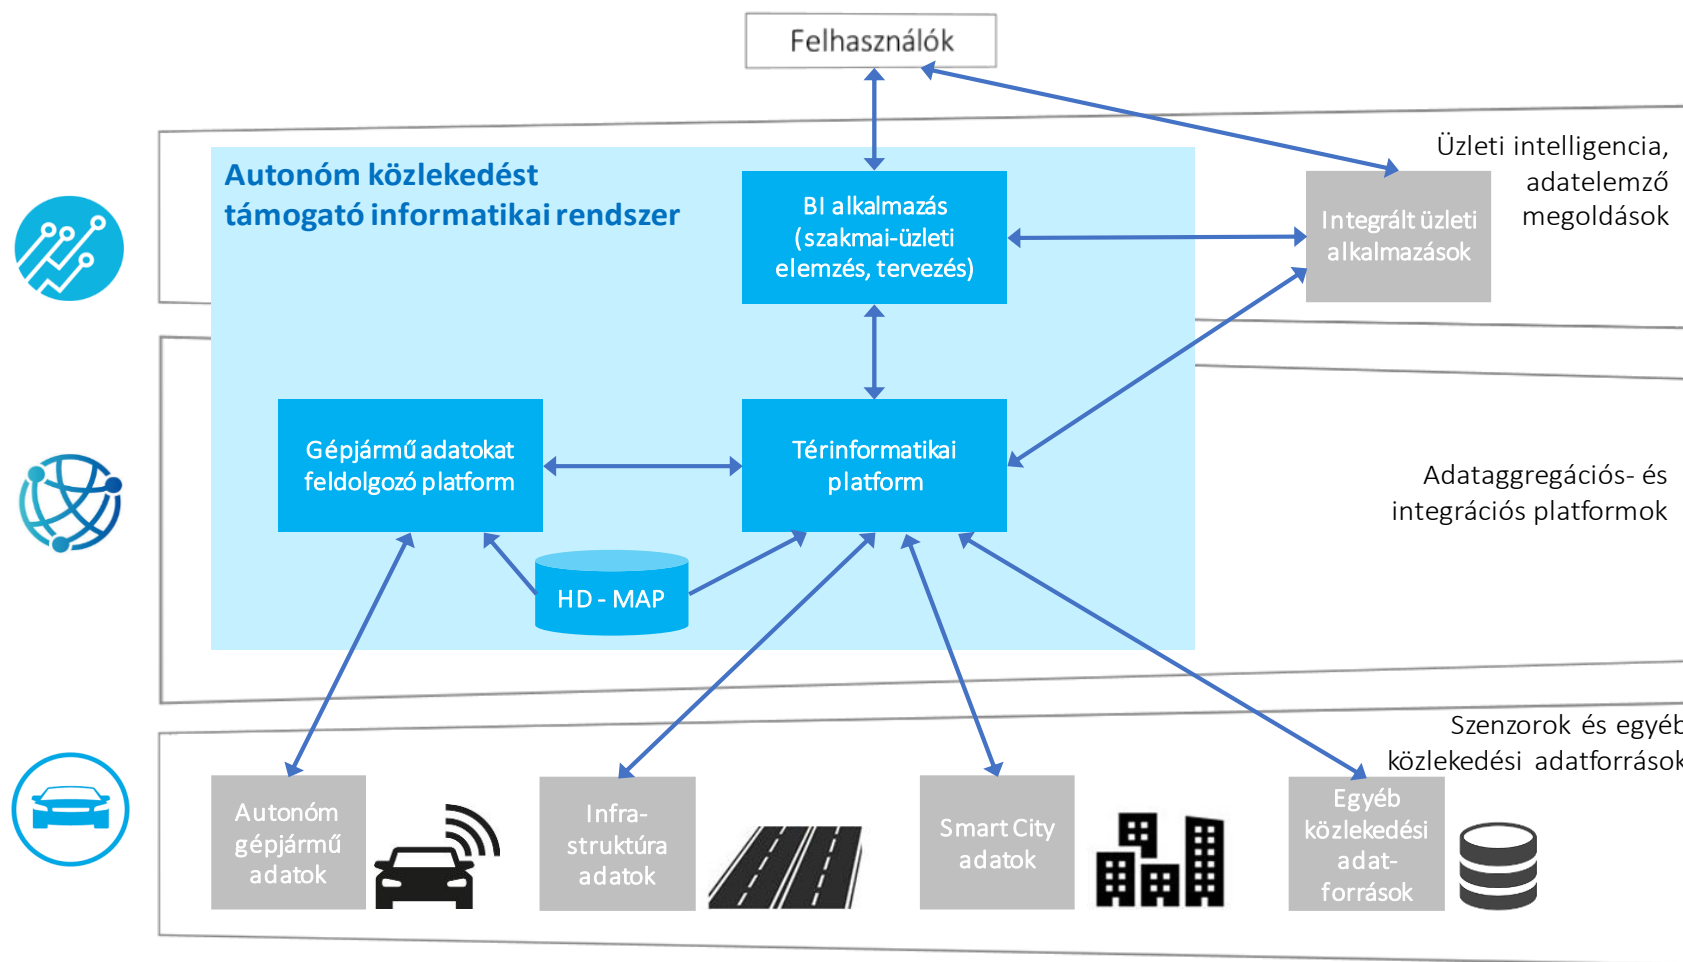 Felhasználók
Üzleti intelligencia,
adatelemző
megoldások
Autonóm közlekedést
támogató informatikai rendszer
BI alkalmazás
(szakmai-üzleti
elemzés, tervezés)
Integrált üzleti
alkalmazások
Gépjármű adatokat
feldolgozó platform
Térinformatikai
platform
Adataggregációs- és
integrációs platformok
HD - MAP
Szenzorok és egyéb
közlekedési adatforrások
Autonóm
gépjármű
adatok
Infra-
struktúra
adatok
Smart City
adatok
Egyéb
közlekedési
adat-
források